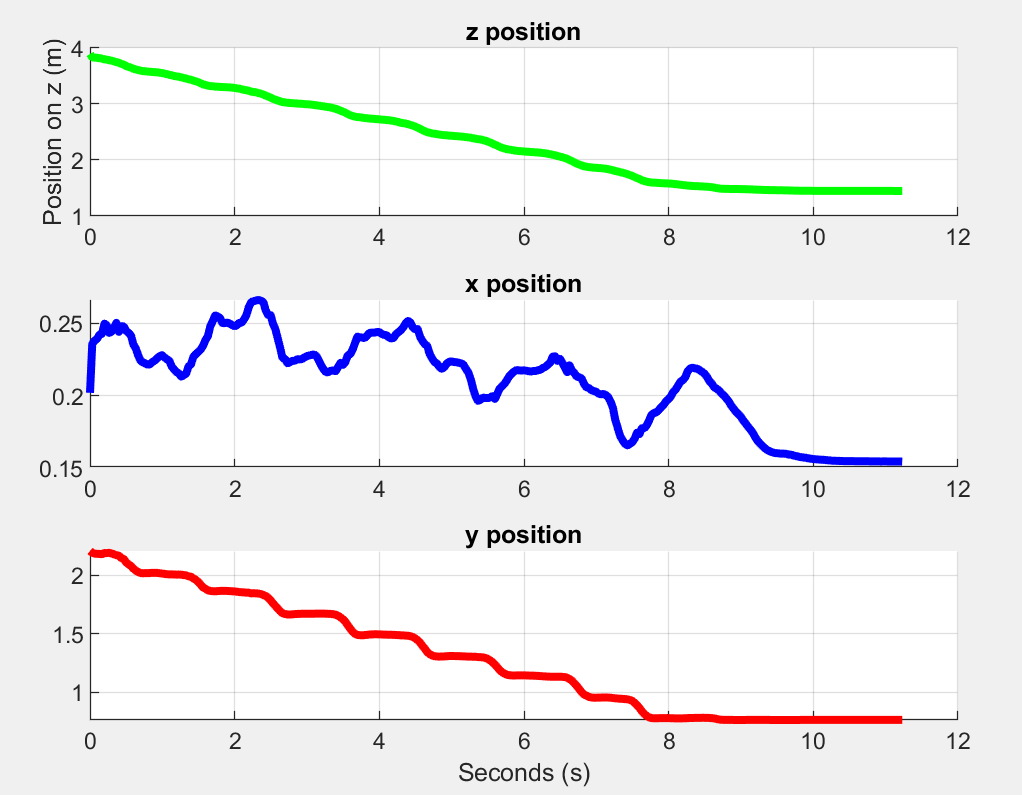 z position
Position on z (m)
4
3
2
1
0 2 4 6 8 10 12
x position
0.25
0.2
0.15
0 2 4 6 8 10 12
y position
2
1.5
1
0 2 4 6 8 10 12
Seconds (s)